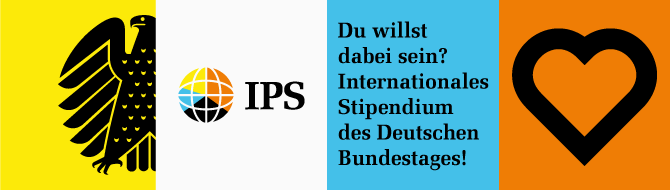 IPS
Du willst
dabei sein?
Internationales
Stipendium
des Deutschen
Bundestages!